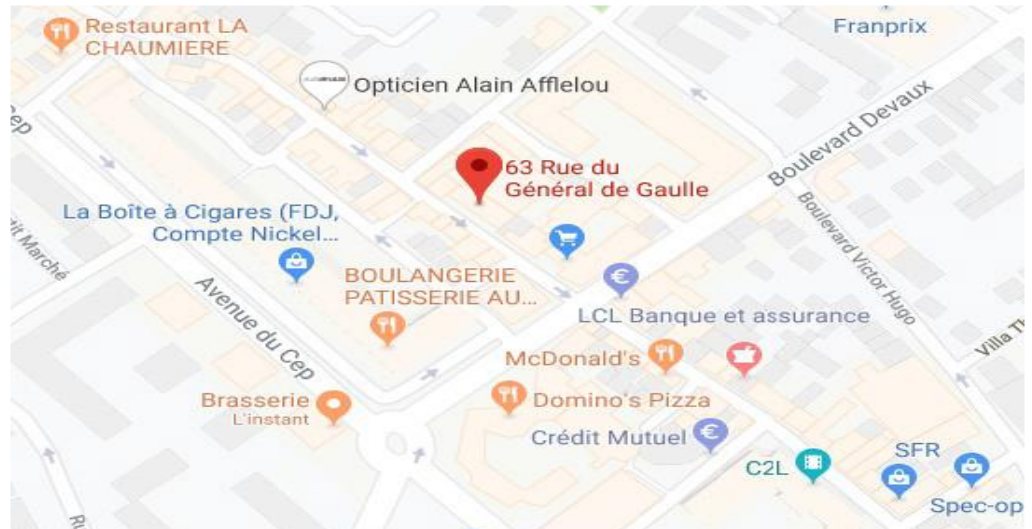 Restaurant LA
CHAUMIERE
Franprix
Opticien Alain Afflelou
Boulevard Devaux
63 Rue du
Général de Gaulle
La Boîte à Cigares (FDJ,
Compte Nickel...
Boulevard Victor Hugo
Marché
BOULANGERIE
PATISSERIE AU...
Avenue du Cep
LCL Banque et assurance
Villa
McDonald's
Brasserie
L'instant
Domino's Pizza
Crédit Mutuel
C2L
SFR
Spec-op